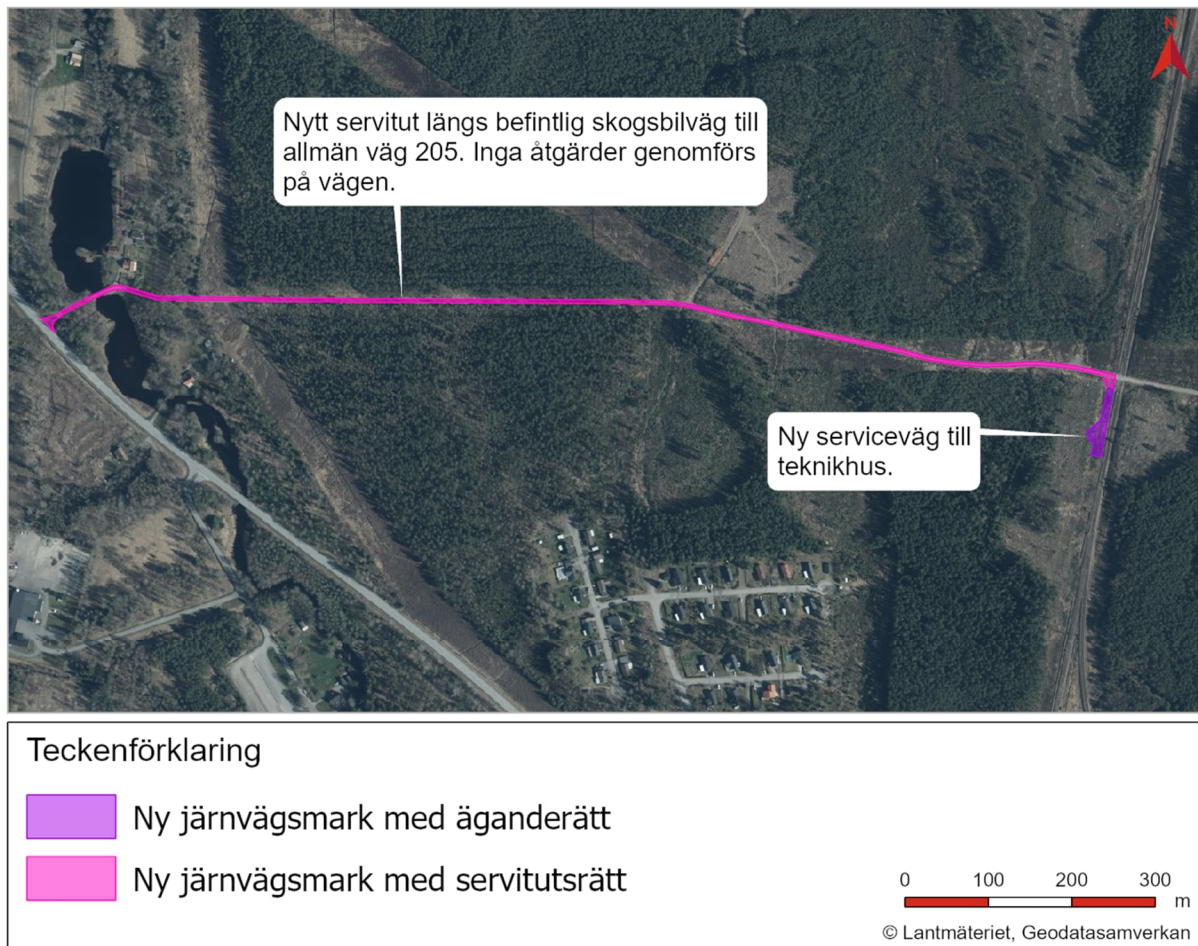 N
Nytt servitut längs befintlig skogsbilväg till
allmän väg 205. Inga åtgärder genomförs
på vägen.
Ny serviceväg till
teknikhus.
Teckenförklaring
Ny järnvägsmark med äganderätt
Ny järnvägsmark med servitutsrätt
0 100 200 300
m
© Lantmäteriet, Geodatasamverkan